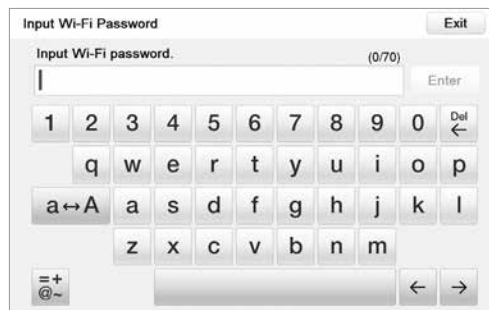 Input Wi-Fi Password Exit
Input Wi-Fi password. (0/70)
Enter
1 2 3 4 5 6 7 8 9 0 Del ←
q w e r t y u i o p
a↔A a s d f g h j k l
z x c v b n m
=+
@~ ← →